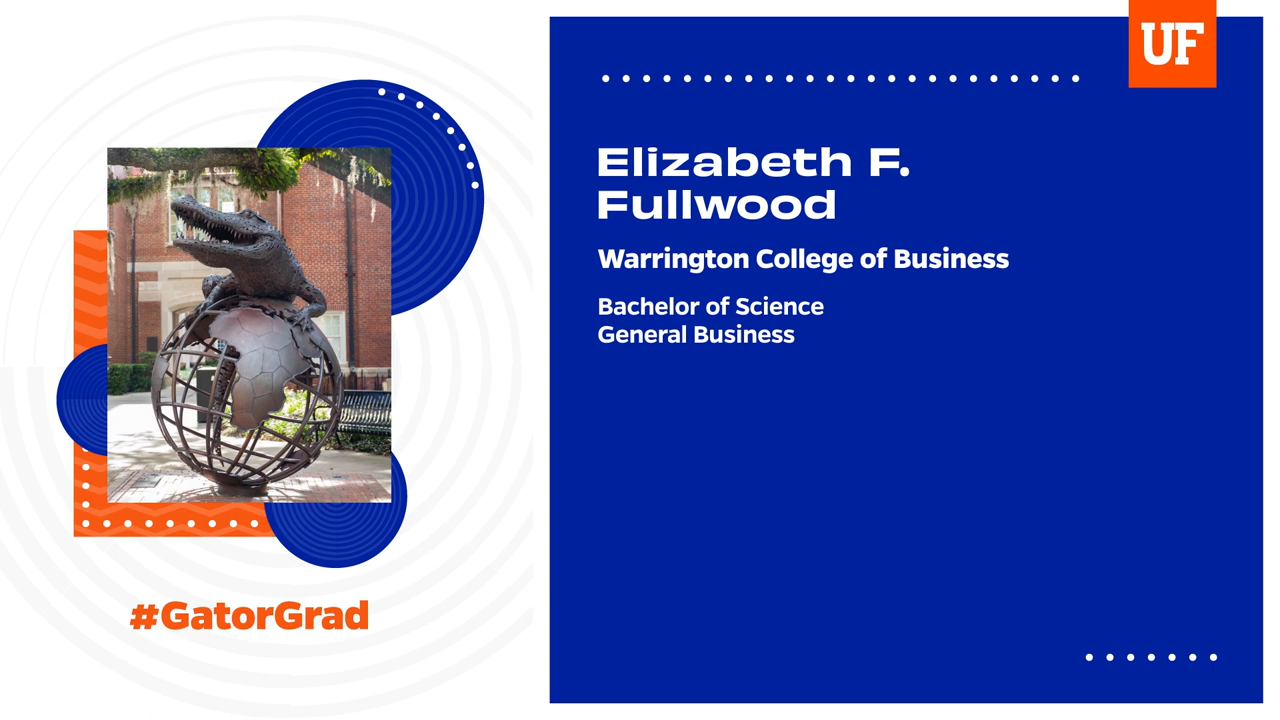 UF
Elizabeth F.
Fullwood
Warrington College of Business
Bachelor of Science
General Business
#GatorGrad